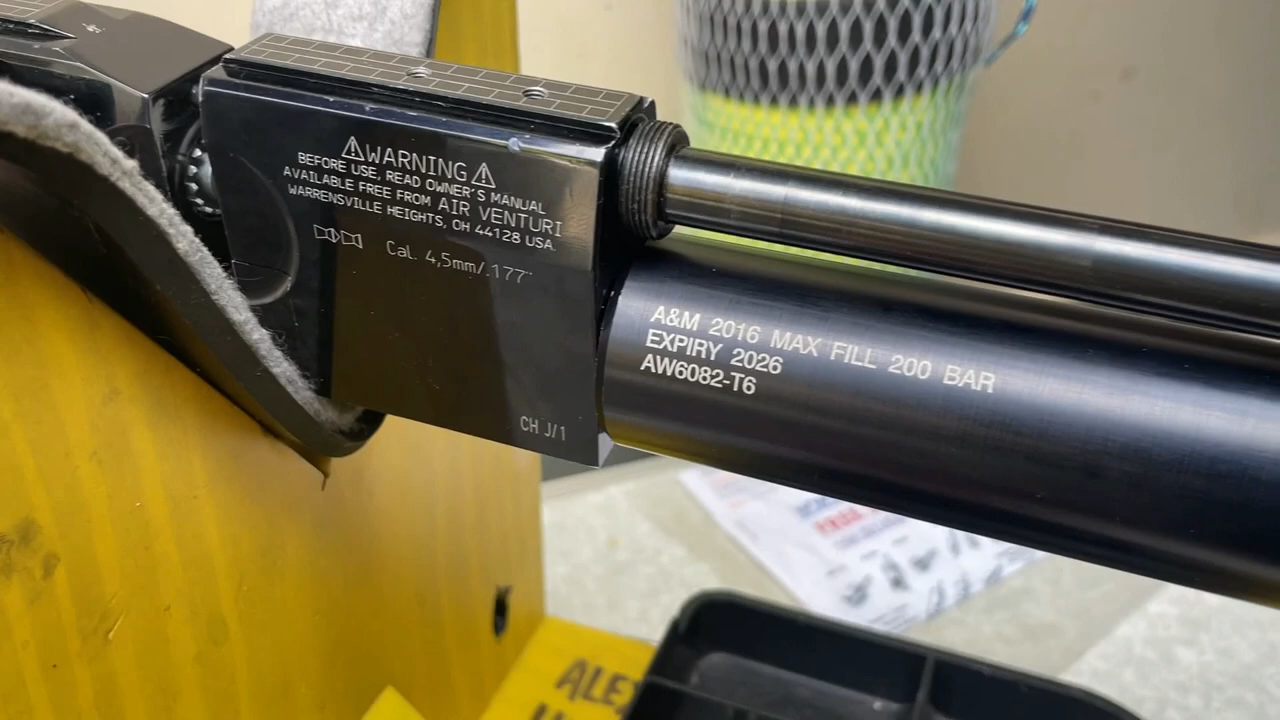 WARNING
BEFORE USE, READ OWNER'S MANUAL
AVAILABLE FREE FROM AIR VENTURI
WARRENSVILLE HEIGHTS, OH 44128 USA.
Cal. 4,5mm/.177"
CH J/1
A&M 2016 MAX FILL 200 BAR
EXPIRY 2026
AW6082-T6